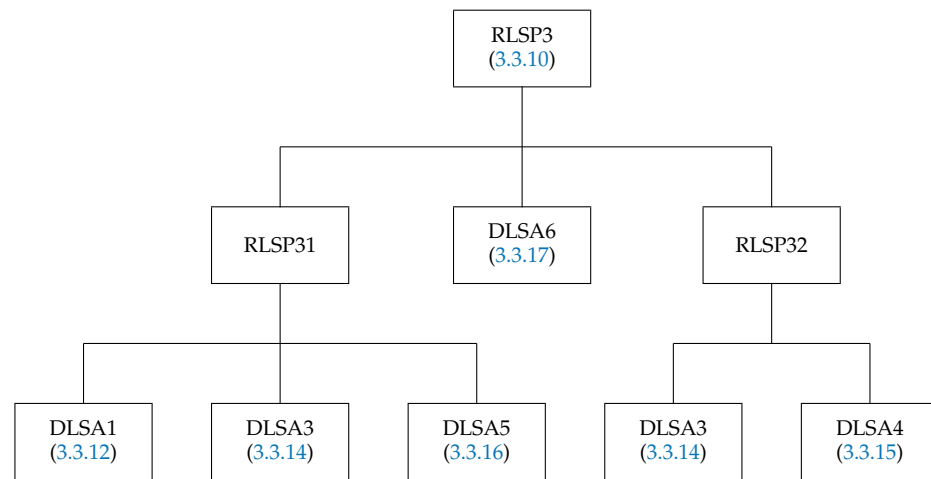 RLSP3
(3.3.10)
RLSP31
DLSA6
(3.3.17)
RLSP32
DLSA1
(3.3.12)
DLSA3
(3.3.14)
DLSA5
(3.3.16)
DLSA3
(3.3.14)
DLSA4
(3.3.15)